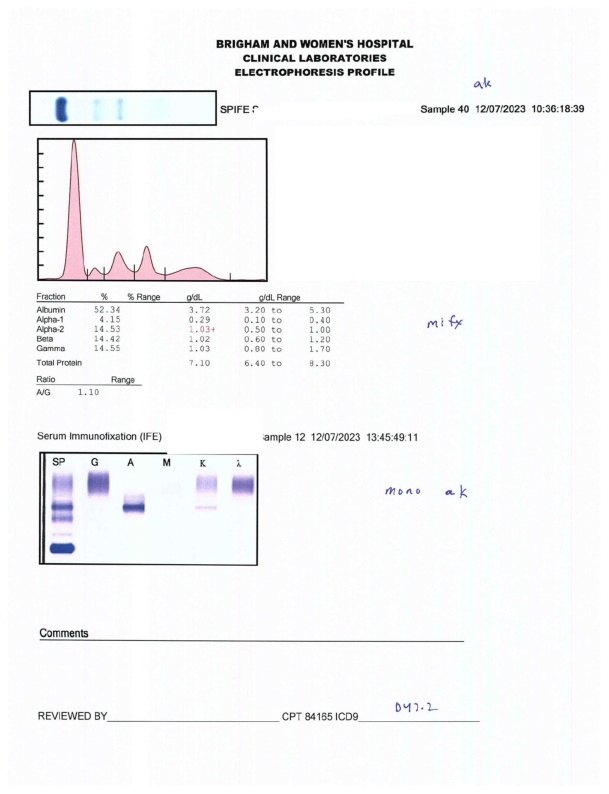 BRIGHAM AND WOMEN'S HOSPITAL
CLINICAL LABORATORIES
ELECTROPHORESIS PROFILE
ak
SPIFE Sample 40 12/07/2023 10:36:18:39
Fraction % % Range g/dL g/dL Range
Albumin 52.34 3.72 3.20 to 5.30
Alpha-1 4.15 0.29 0.10 to 0.40
Alpha-2 14.53 1.03+ 0.50 to 1.00
Beta 14.42 1.02 0.60 to 1.20
Gamma 14.55 1.03 0.80 to 1.70
Total Protein 7.10 6.40 to 8.30
mifx
Ratio Range
A/G 1.10
Serum Immunofixation (IFE) ample 12 12/07/2023 13:45:49:11
SP G A M K λ
mono ak
Comments
REVIEWED BY CPT 84165 ICD9 D47.2